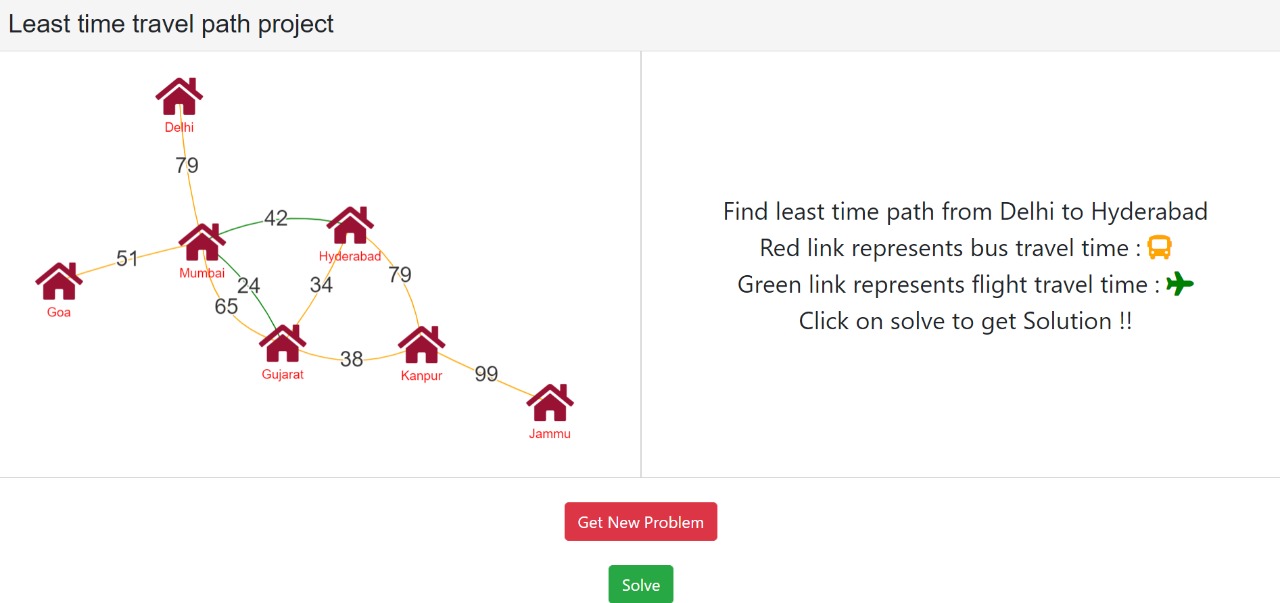 Least time travel path project
Delhi
79
42
Hyderabad
51
Mumbai
24
34
79
65
Goa
Gujarat
38
Kanpur
99
Jammu
Find least time path from Delhi to Hyderabad
Red link represents bus travel time :
Green link represents flight travel time :
Click on solve to get Solution !!
Get New Problem
Solve